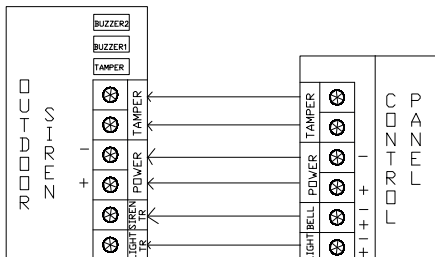 BUZZER2
BUZZER1
TAMPER
OUTDOOR
SIREN
TAMPER
- POWER
+
SIREN
TR
LIGHT
TR
CONTROL
PANEL
TAMPER
POWER -
+
BELL -
+
LIGHT -
+